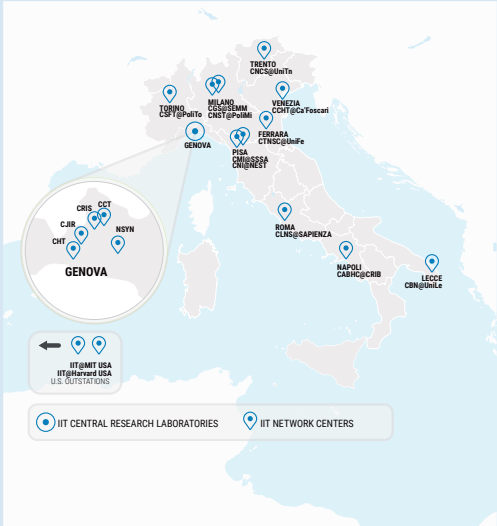 TRENTO
CNCS@UniTn
TORINO
CSFT@PoliTo
MILANO
CGS@SEMM
CNST@PoliMi
VENEZIA
CCHT@Ca'Foscari
GENOVA
FERRARA
CTNSC@UniFe
PISA
CMI@SSSA
CNI@NEST
CRIS
CCT
CJIR
NSYN
CHT
GENOVA
ROMA
CLNS@SAPIENZA
NAPOLI
CABHC@CRIB
LECCE
CBN@UniLe
IIT@MIT USA
IIT@Harvard USA
U.S. OUTSTATIONS
IIT CENTRAL RESEARCH LABORATORIES
IIT NETWORK CENTERS